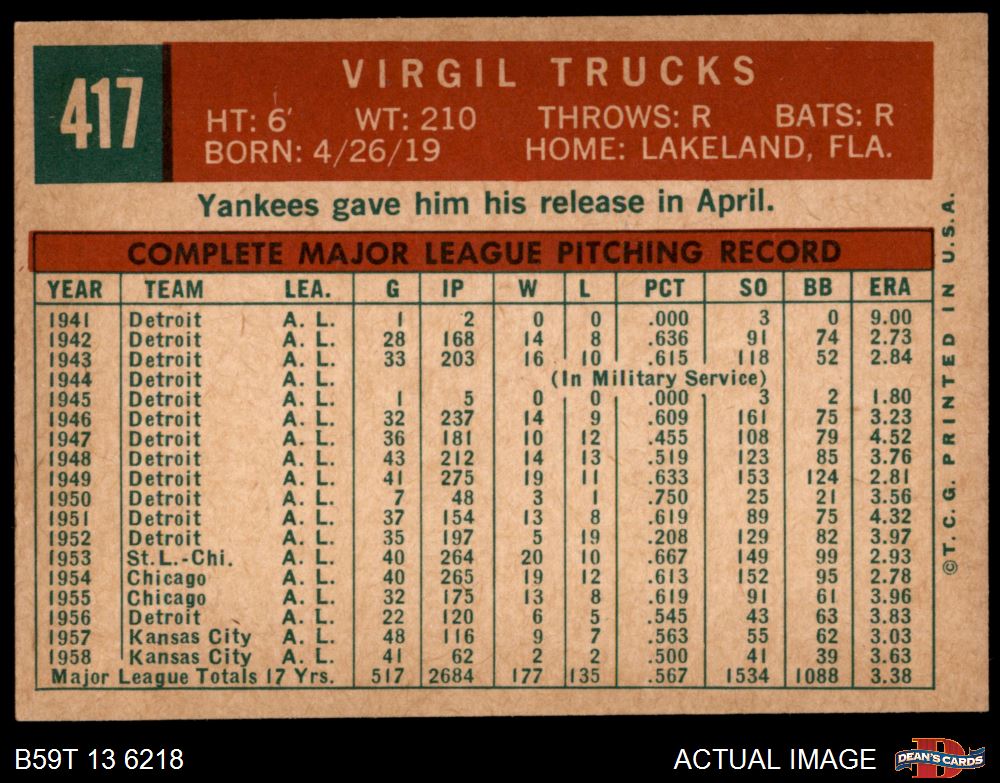 417
VIRGIL TRUCKS
HT: 6' WT: 210 THROWS: R BATS: R
BORN: 4/26/19 HOME: LAKELAND, FLA.
Yankees gave him his release in April.
COMPLETE MAJOR LEAGUE PITCHING RECORD
YEAR TEAM LEA. G IP W L PCT SO BB ERA
1941 Detroit A. L. 1 2 0 0 .000 3 0 9.00
1942 Detroit A. L. 28 168 14 8 .636 91 74 2.73
1943 Detroit A. L. 33 203 16 10 .615 118 52 2.84
1944 Detroit A. L. (In Military Service)
1945 Detroit A. L. 1 5 0 0 .000 3 2 1.80
1946 Detroit A. L. 32 237 14 9 .609 161 75 3.23
1947 Detroit A. L. 36 181 10 12 .455 108 79 4.52
1948 Detroit A. L. 43 212 14 13 .519 123 85 3.76
1949 Detroit A. L. 41 275 19 11 .633 153 124 2.81
1950 Detroit A. L. 7 48 3 1 .750 25 21 3.56
1951 Detroit A. L. 37 154 13 8 .619 89 75 4.32
1952 Detroit A. L. 35 197 5 19 .208 129 82 3.97
1953 St. L.-Chi. A. L. 40 264 20 10 .667 149 99 2.93
1954 Chicago A. L. 40 265 19 12 .613 152 95 2.78
1955 Chicago A. L. 32 175 13 8 .619 91 61 3.96
1956 Detroit A. L. 22 120 6 5 .545 43 63 3.83
1957 Kansas City A. L. 48 116 9 7 .563 55 62 3.03
1958 Kansas City A. L. 41 62 2 2 .500 41 39 3.63
Major League Totals 17 Yrs. 517 2684 177 135 .567 1534 1088 3.38
©T. C. G. PRINTED IN U. S. A.
B59T 13 6218
ACTUAL IMAGE
DEAN'S CARDS